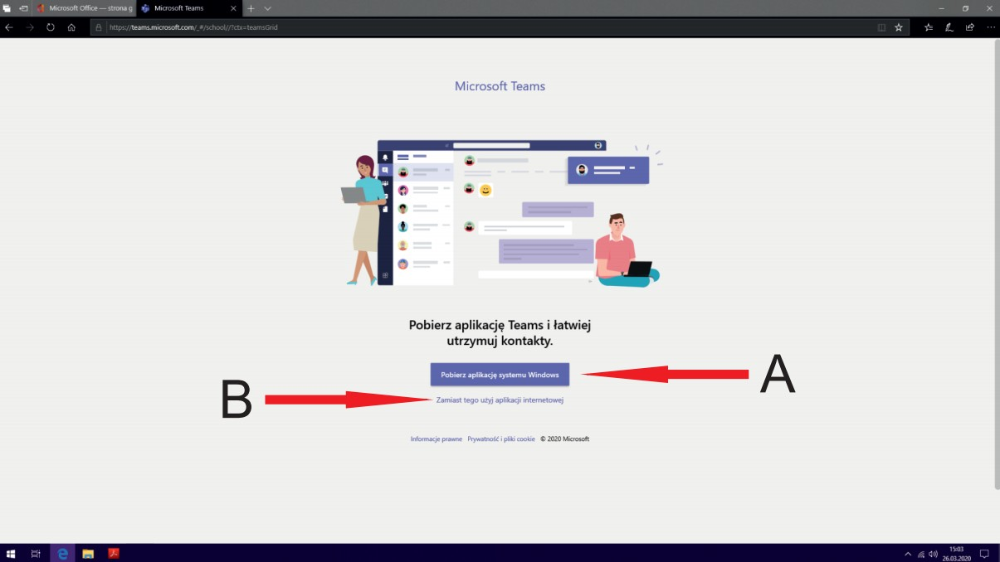 Microsoft Office — strona g
Microsoft Teams
https://teams.microsoft.com/_#/school//?ctx=teamsGrid
Microsoft Teams
Pobierz aplikację Teams i łatwiej
utrzymuj kontakty.
Pobierz aplikację systemu Windows
A
B
Zamiast tego użyj aplikacji internetowej
Informacje prawne Prywatność i pliki cookie © 2020 Microsoft
15:03
26.03.2020